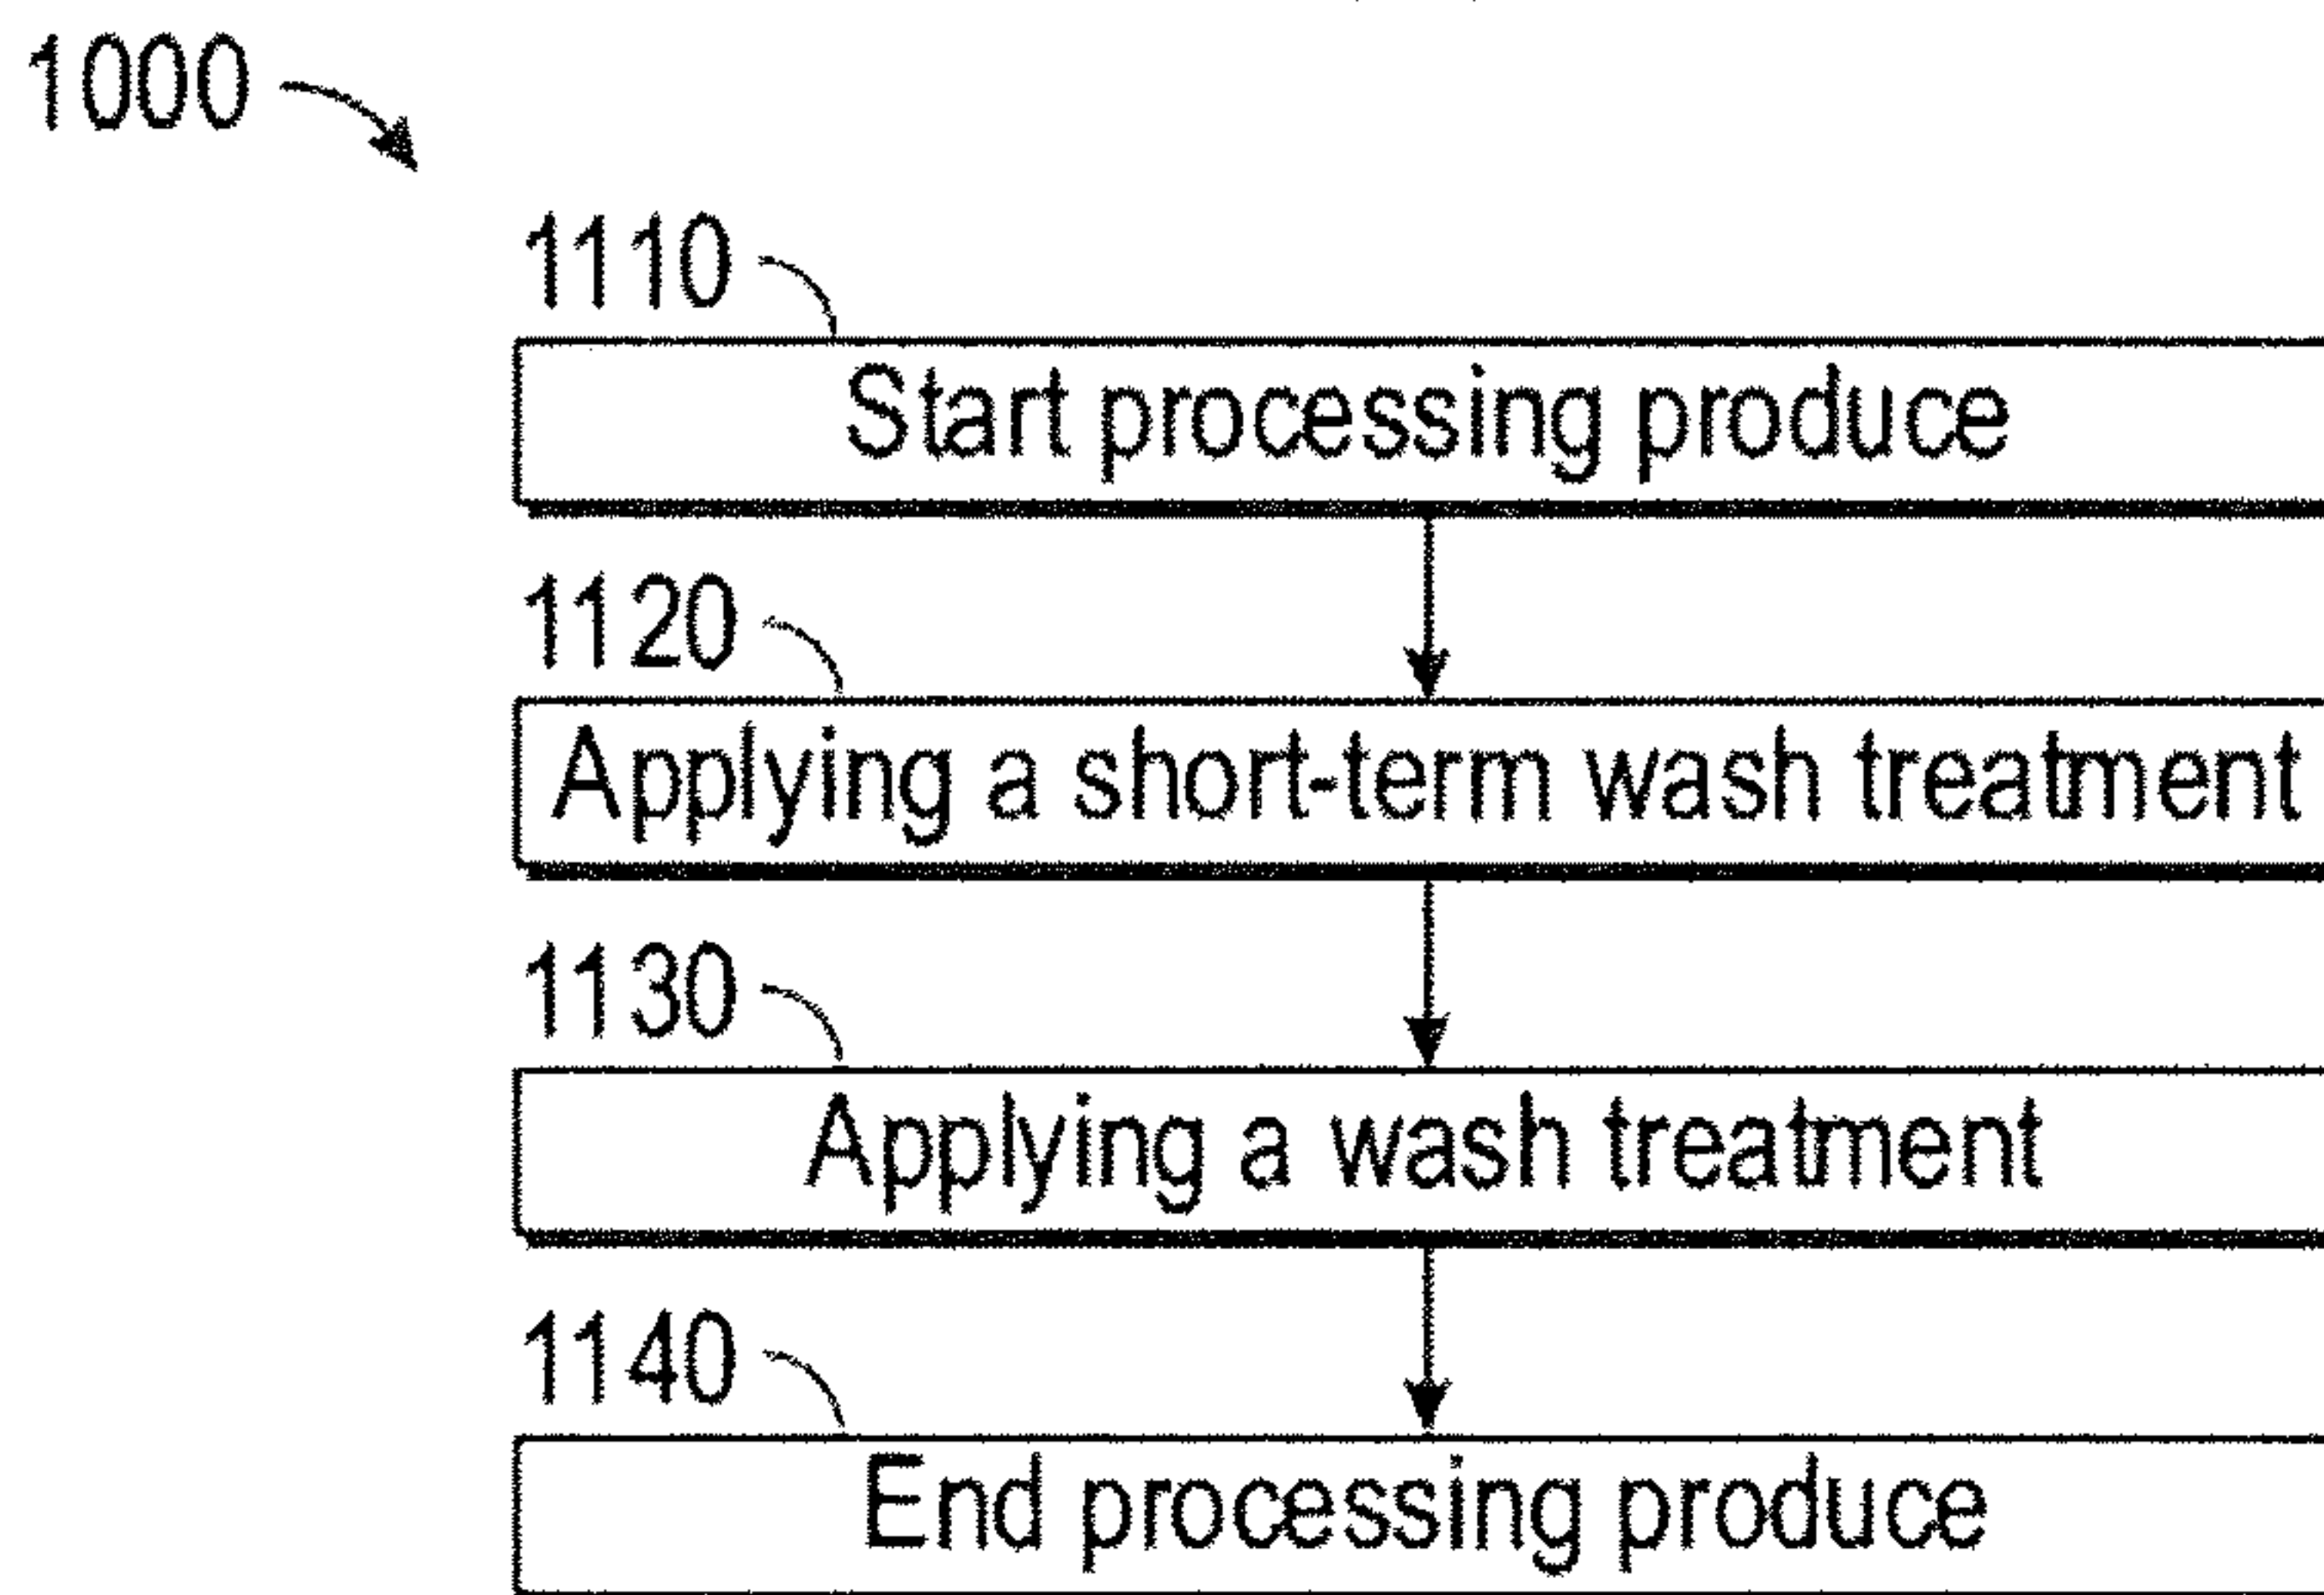 1000
1110
Start processing produce
1120
Applying a short-term wash treatment
1130
Applying a wash treatment
1140
End processing produce